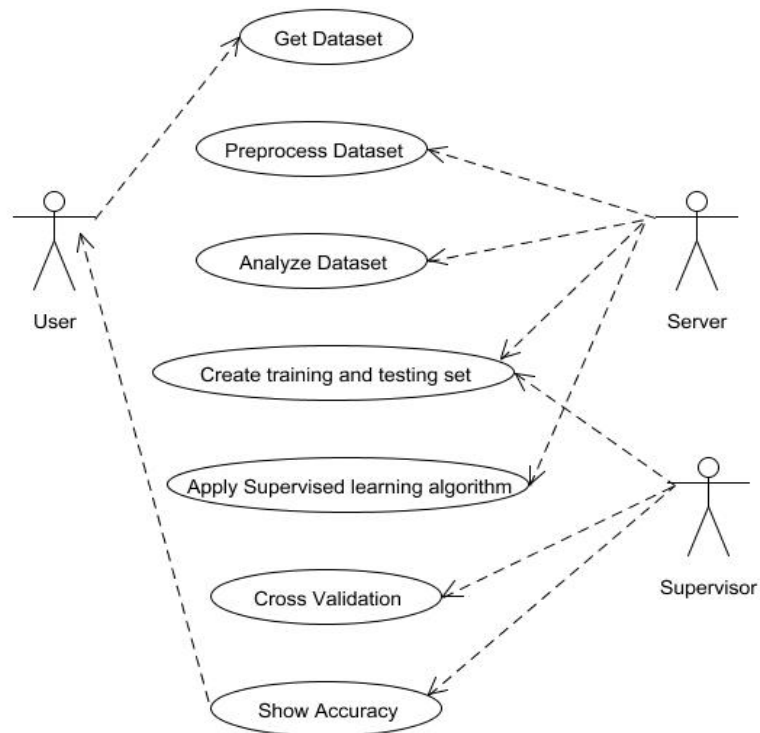 Get Dataset
Preprocess Dataset
Analyze Dataset
User
Server
Create training and testing set
Apply Supervised learning algorithm
Supervisor
Cross Validation
Show Accuracy